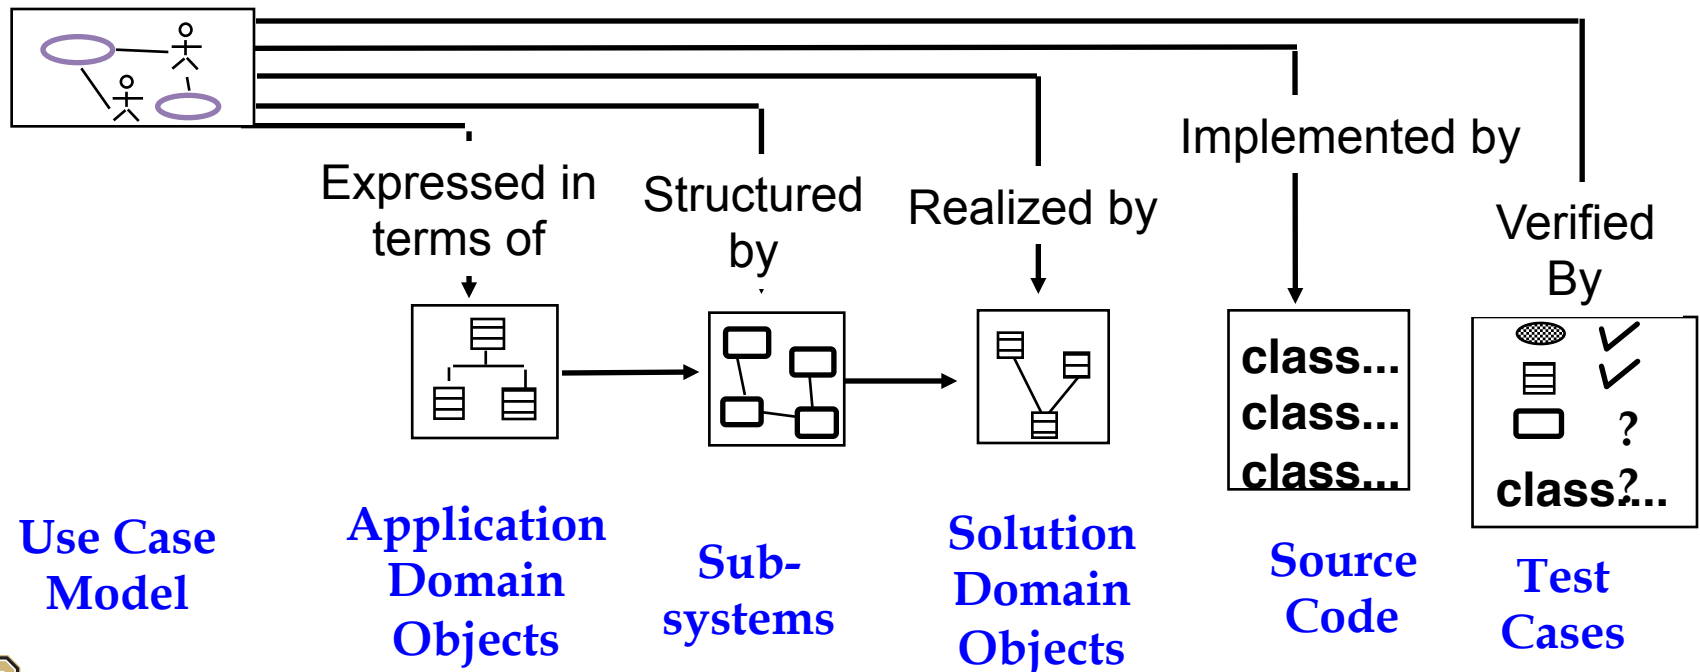 Expressed in
terms of
Structured
by
Realized by
Implemented by
Verified
By
class...
class...
class...
?
?
class....
Use Case
Model
Application
Domain
Objects
Sub-
systems
Solution
Domain
Objects
Source
Code
Test
Cases